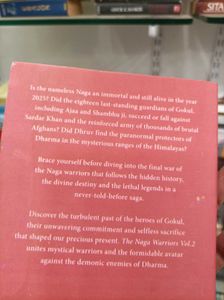 Is the nameless Naga an immortal and still alive in the year
2025? Did the eighteen last-standing guardians of Gokul,
including Ajaa and Shambhu ji, succeed or fall against
Sardar Khan and the reinforced army of thousands of brutal
Afghans? Did Dhruv find the paranormal protectors of
Dharma in the mysterious ranges of the Himalayas?
Brace yourself before diving into the final war of
the Naga warriors that follows the hidden history,
the divine destiny and the lethal legends in a
never-told-before saga.
Discover the turbulent past of the heroes of Gokul,
their unwavering commitment and selfless sacrifice
that shaped our precious present. The Naga Warriors Vol.2
unites mystical warriors and the formidable avatar
against the demonic enemies of Dharma.